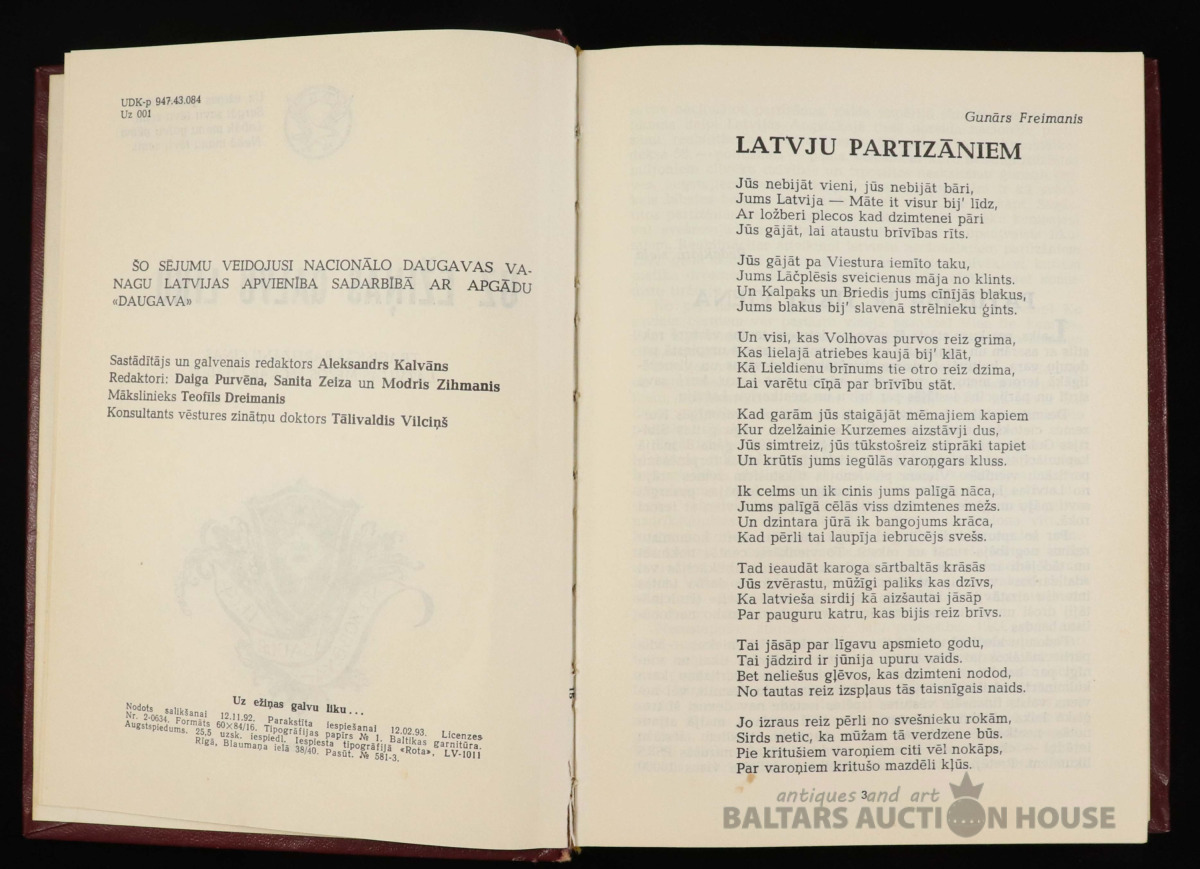 UDK-p 947.43.084
Uz 001
ŠO SĒJUMU VEIDOJUSI NACIONĀLO DAUGAVAS VA-
NAGU LATVIJAS APVIENĪBA SADARBĪBĀ AR APGĀDU
«DAUGAVA»
Sastādītājs un galvenais redaktors Aleksandrs Kalvāns
Redaktori: Daiga Purvēna, Sanita Zelza un Modris Zihmanis
Mākslinieks Teofils Dreimanis
Konsultants vēstures zinātņu doktors Tālivaldis Vilciņš
Uz ežiņas galvu liku...
Nodots salikšanai 12.11.92. Parakstīta iespiešanai 12.02.93. Licenzes
Nr. 2-0634. Formāts 60×84/16. Tipogrāfijas papīrs № 1. Baltikas garnitūra.
Augstspiedums. 25,5 uzsk. iespiedl. Iespiesta tipogrāfijā «Rota», LV-1011
Rīgā, Blaumaņa ielā 38/40. Pasūt. № 581-3.
Gunārs Freimanis
LATVJU PARTIZĀNIEM
Jūs nebijāt vieni, jūs nebijāt bāri,
Jums Latvija — Māte it visur bij' līdz,
Ar ložberi plecos kad dzimtenei pāri
Jūs gājāt, lai ataustu brīvības rīts.
Jūs gājāt pa Viestura iemīto taku,
Jums Lāčplēsis sveicienus māja no klints.
Un Kalpaks un Briedis jums cīnījās blakus,
Jums blakus bij' slavenā strēlnieku ģints.
Un visi, kas Volhovas purvos reiz grima,
Kas lielajā atriebes kaujā bij' klāt,
Kā Lieldienu brīnums tie otro reiz dzima,
Lai varētu cīņā par brīvību stāt.
Kad garām jūs staigājāt mēmajiem kapiem
Kur dzelžainie Kurzemes aizstāvji dus,
Jūs simtreiz, jūs tūkstošreiz stiprāki tapiet
Un krūtīs jums iegūlās varoņgars kluss.
Ik celms un ik cinis jums palīgā nāca,
Jums palīgā cēlās viss dzimtenes mežs.
Un dzintara jūrā ik bangojums krāca,
Kad pērli tai laupīja iebrucējs svešs.
Tad ieaudāt karoga sārtbaltās krāsās
Jūs zvērastu, mūžīgi paliks kas dzīvs,
Ka latvieša sirdij kā aizšautai jāsāp
Par pauguru katru, kas bijis reiz brīvs.
Tai jāsāp par līgavu apsmieto godu,
Tai jādzird ir jūnija upuru vaids.
Bet neliešus gļēvos, kas dzimteni nodod,
No tautas reiz izspļaus tās taisnīgais naids.
Jo izraus reiz pērli no svešnieku rokām,
Sirds netic, ka mūžam tā verdzene būs.
Pie kritušiem varoņiem citi vēl nokāps,
Par varoņiem kritušo mazdēli kļūs.
3
antiques and art
BALTARS AUCTION HOUSE